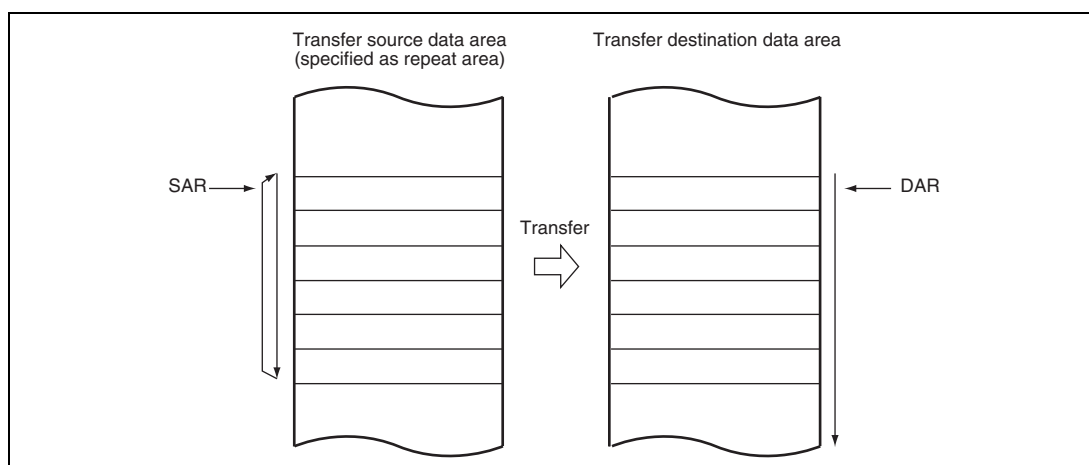 Transfer source data area
(specified as repeat area)
Transfer destination data area
SAR
DAR
Transfer